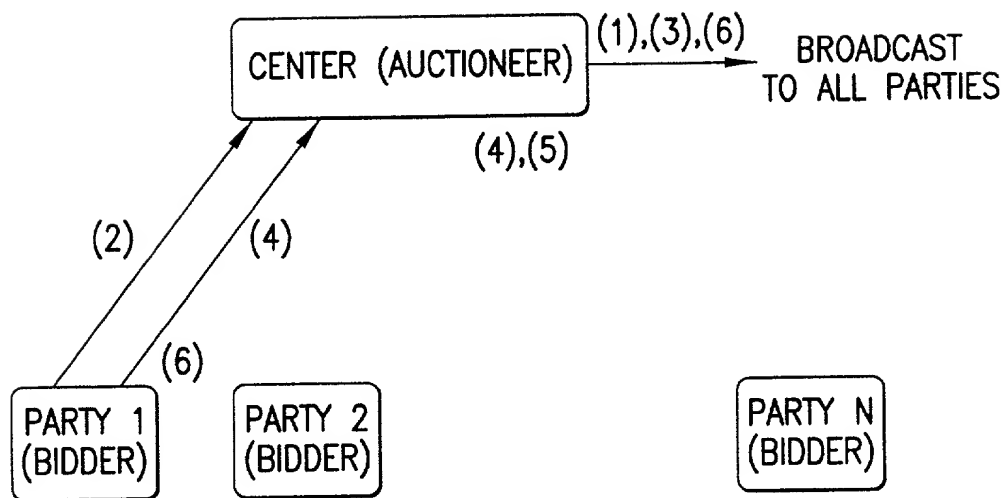 CENTER (AUCTIONEER)
(1),(3),(6)
BROADCAST
TO ALL PARTIES
(4),(5)
(2)
(4)
(6)
PARTY 1
(BIDDER)
PARTY 2
(BIDDER)
PARTY N
(BIDDER)